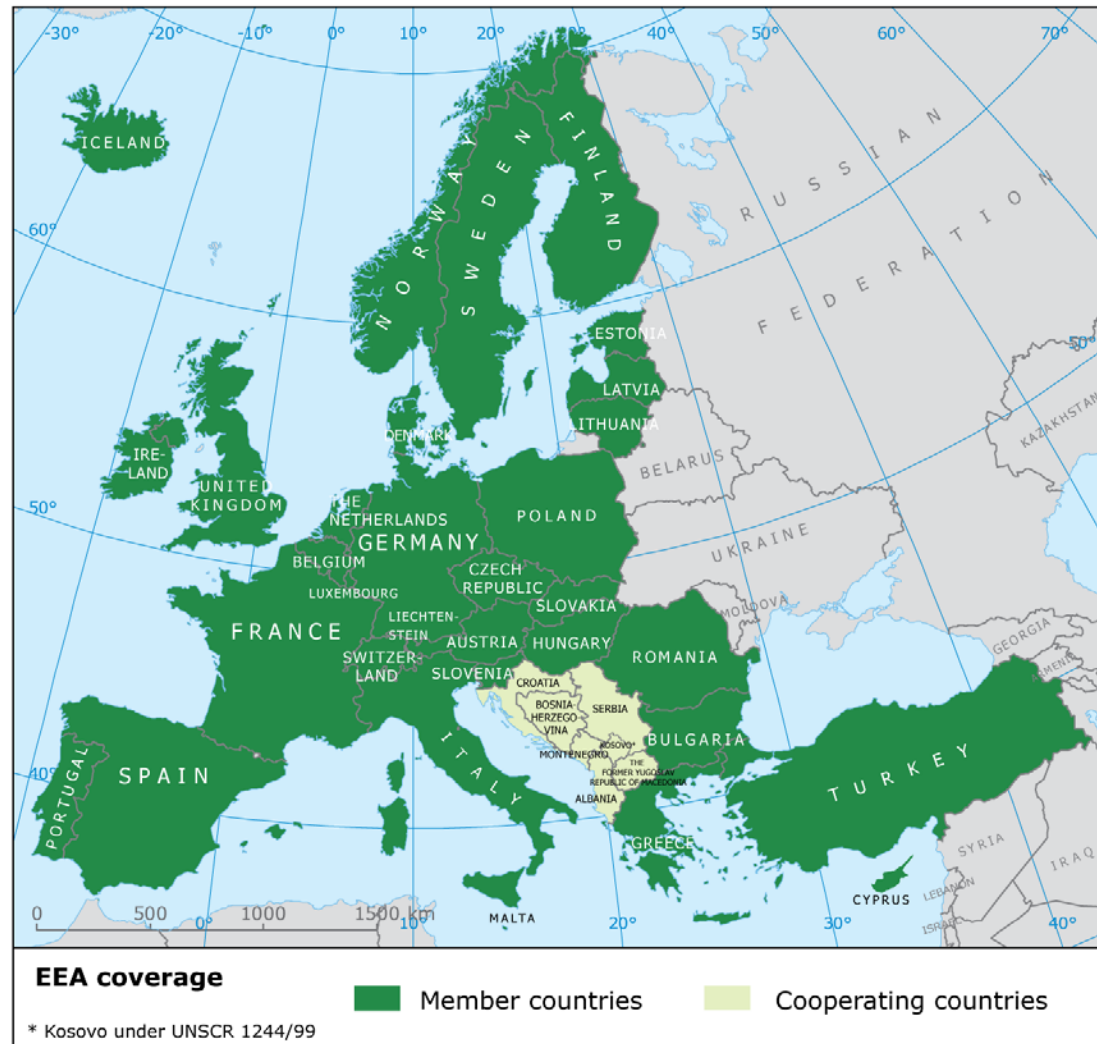 -30°
-20°
-10°
0°
10°
20°
30°
40°
50°
60°
70°
ICELAND
60°
50°
40°
NORWAY
SWEDEN
FINLAND
RUSSIAN
FEDERATION
50°
ESTONIA
LATVIA
LITHUANIA
DENMARK
IRE-
LAND
UNITED
KINGDOM
THE
NETHERLANDS
GERMANY
POLAND
BELARUS
KAZAKHSTAN
UKRAINE
BELGIUM
LUXEMBOURG
CZECH
REPUBLIC
SLOVAKIA
MOLDOVA
LIECHTEN-
STEIN
FRANCE
AUSTRIA
HUNGARY
ROMANIA
GEORGIA
ARMENIA
SWITZER-
LAND
SLOVENIA
CROATIA
BOSNIA-
HERZEGO
VINA
SERBIA
MONTENEGRO
KOSOVO*
BULGARIA
THE
FORMER YUGOSLAV
REPUBLIC OF MACEDONIA
ALBANIA
ITALY
TURKEY
PORTUGAL
SPAIN
GREECE
SYRIA
IRAQ
LEBANON
ISRAEL
CYPRUS
MALTA
0
500
1000
1500 km
0°
10°
20°
30°
40°
EEA coverage
Member countries
Cooperating countries
* Kosovo under UNSCR 1244/99